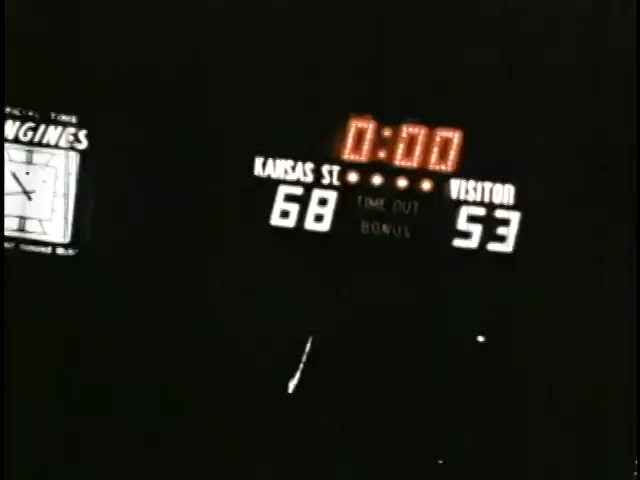 NGINES
0:00
KANSAS ST. VISITOR
68 TIME OUT 53
BONUS